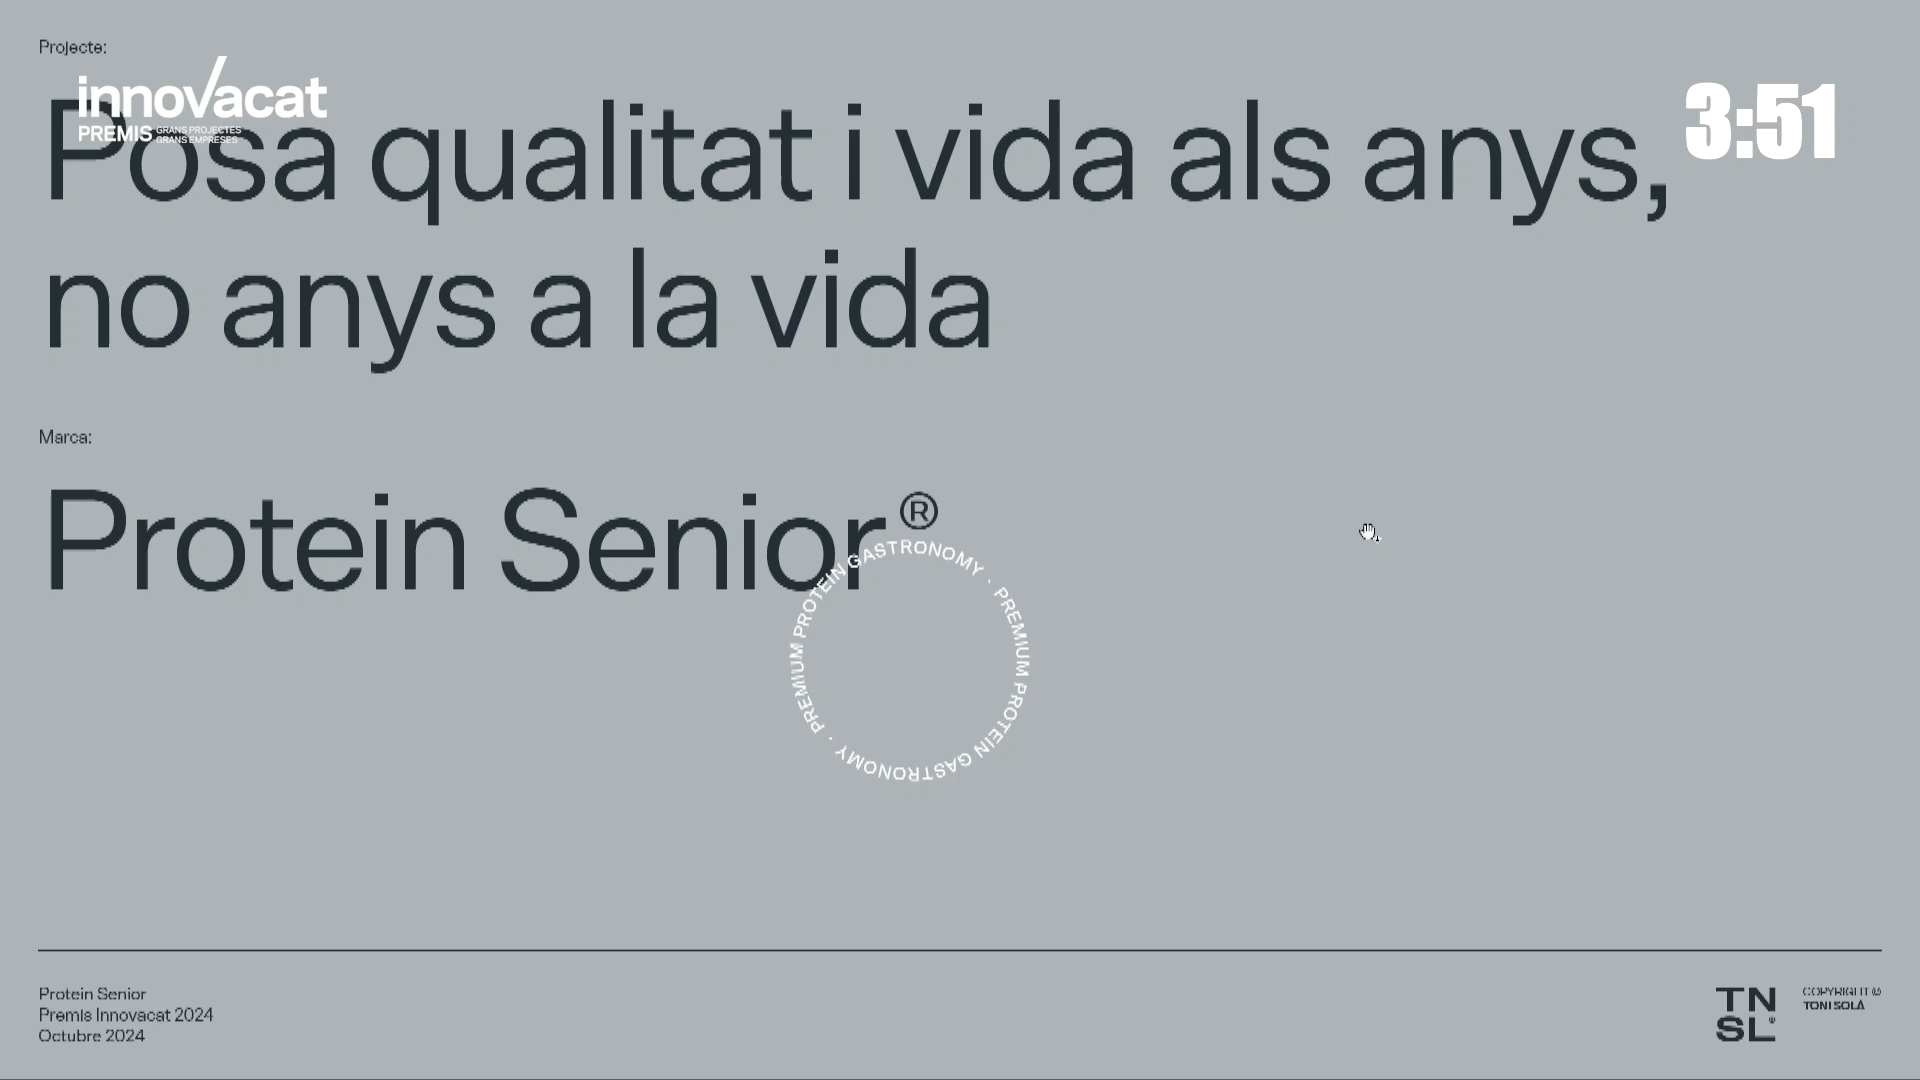 Projecte:
innovacat
PREMIS GRANS PROJECTES
GRANS EMPRESES
3:51
Posa qualitat i vida als anys,
no anys a la vida
Marca:
Protein Senior®
PREMIUM PROTEIN GASTRONOMY · PREMIUM PROTEIN GASTRONOMY ·
Protein Senior
Premis Innovacat 2024
Octubre 2024
TN
SL®
COPYRIGHT ©
TONI SOLÀ